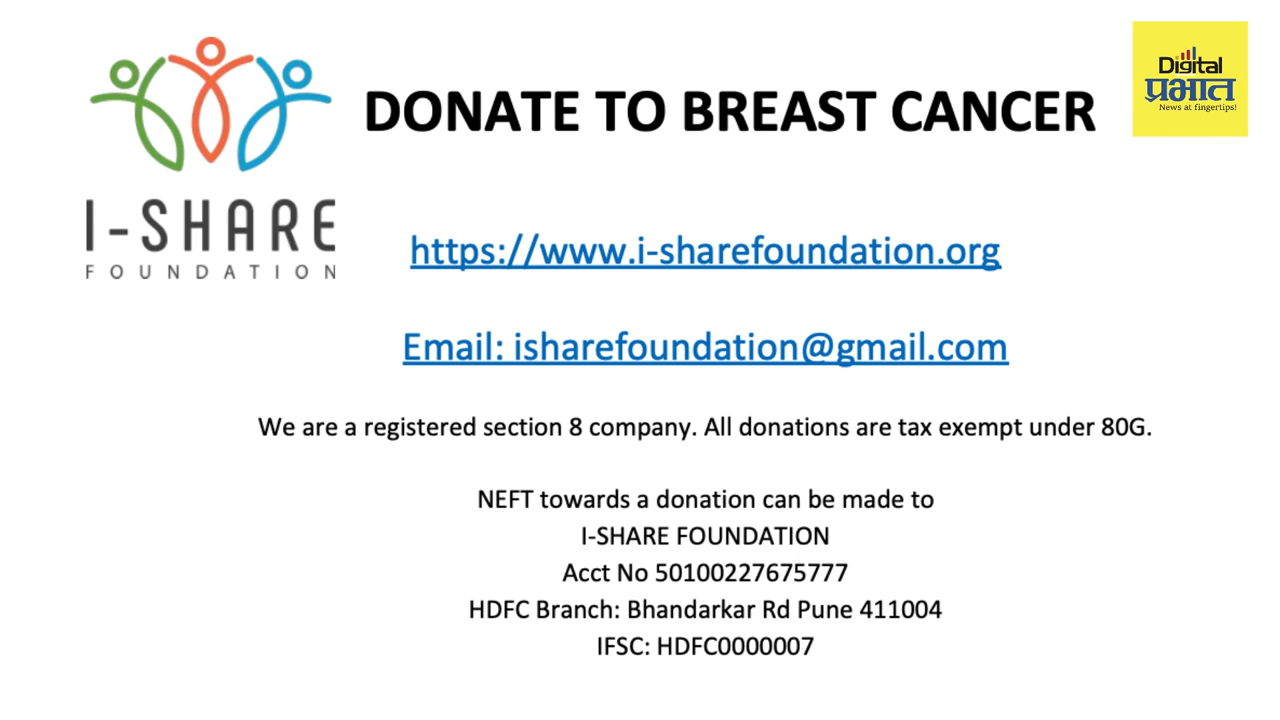 DONATE TO BREAST CANCER
Digital
प्रभात
News at fingertips!
I-SHARE
FOUNDATION
https://www.i-sharefoundation.org
Email: isharefoundation@gmail.com
We are a registered section 8 company. All donations are tax exempt under 80G.
NEFT towards a donation can be made to
I-SHARE FOUNDATION
Acct No 50100227675777
HDFC Branch: Bhandarkar Rd Pune 411004
IFSC: HDFC0000007